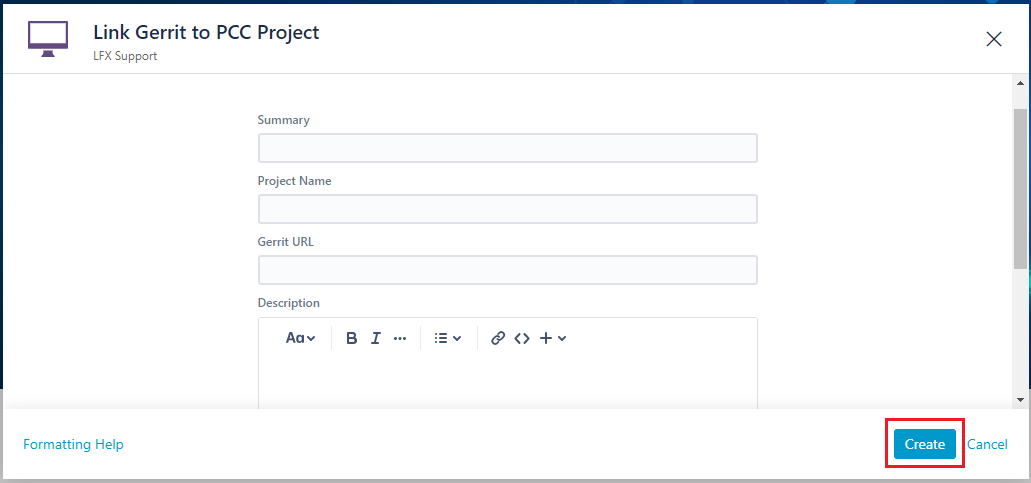 Link Gerrit to PCC Project
LFX Support
Summary
Project Name
Gerrit URL
Description
Aa B I
Formatting Help Create Cancel